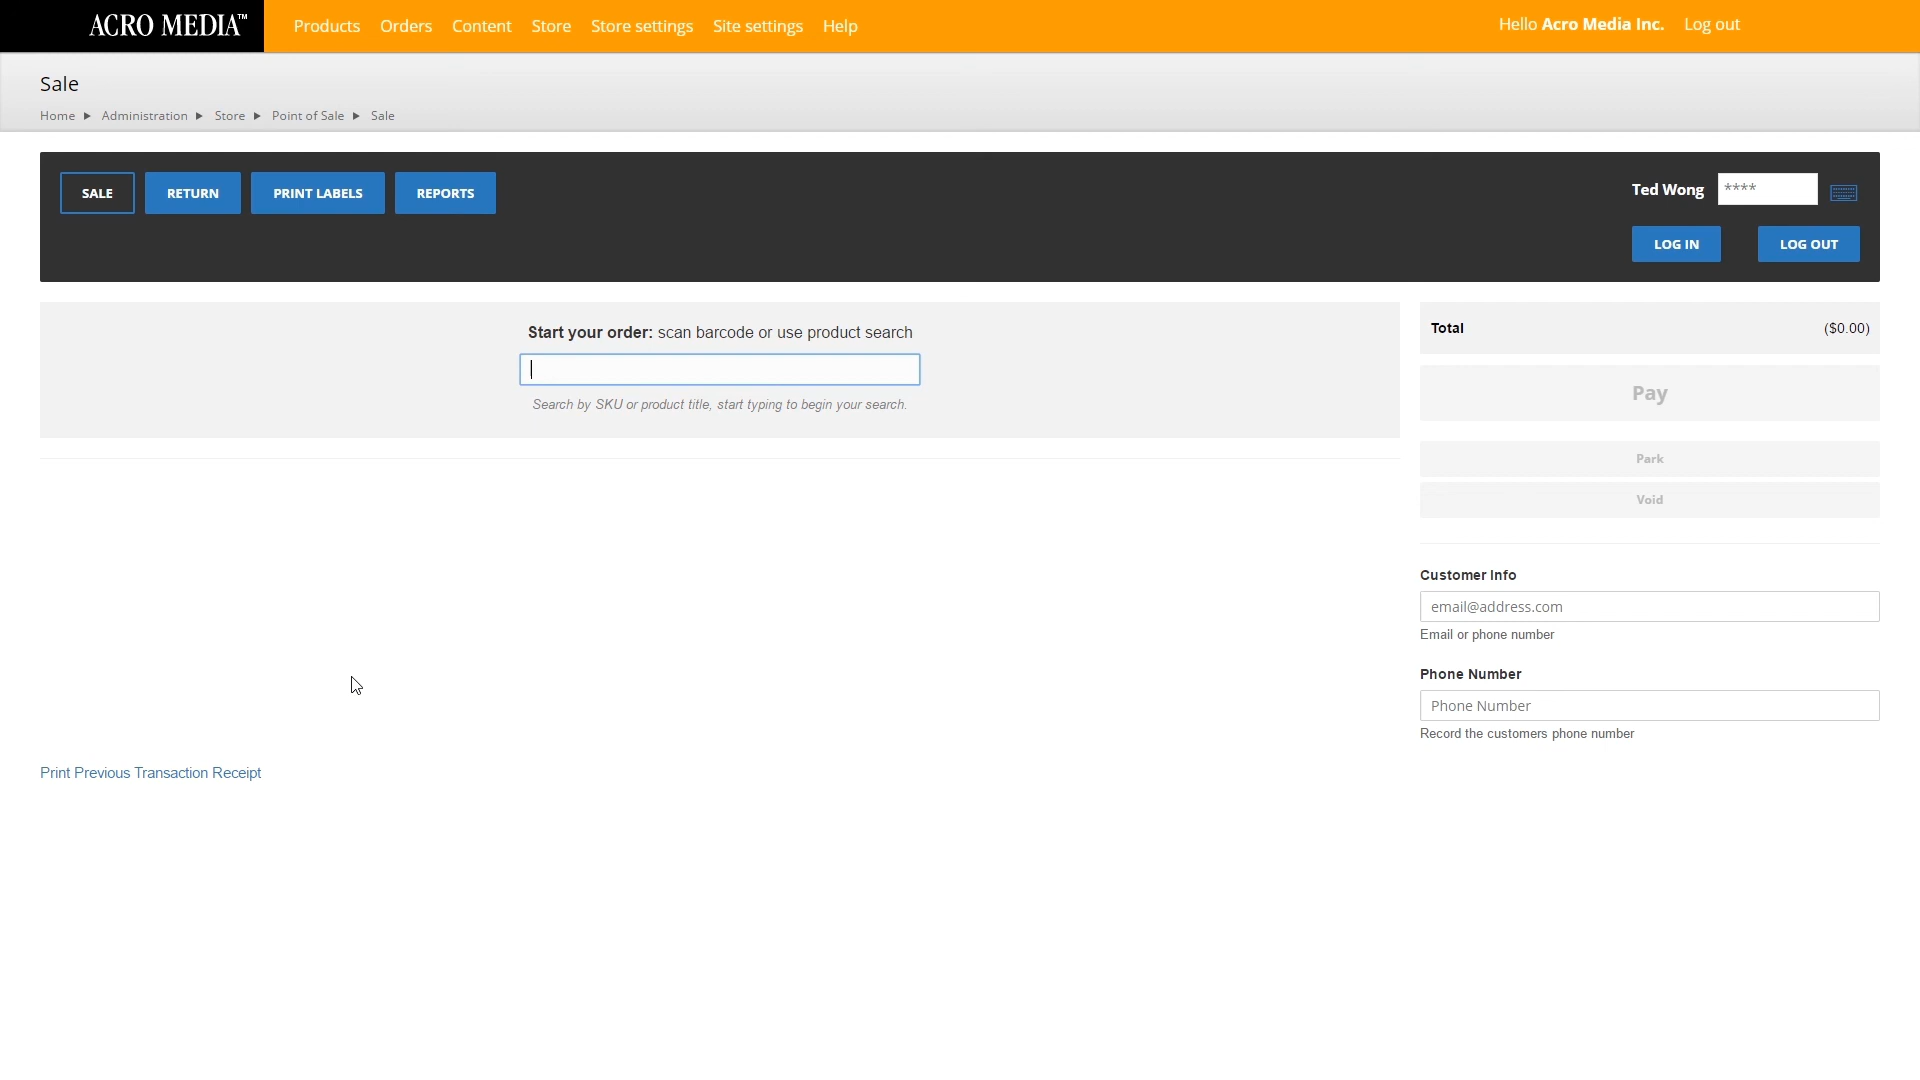 ACRO MEDIA™
Products Orders Content Store Store settings Site settings Help
Hello Acro Media Inc. Log out
Sale
Home ▶ Administration ▶ Store ▶ Point of Sale ▶ Sale
SALE RETURN PRINT LABELS REPORTS
Ted Wong ****
LOG IN LOG OUT
Start your order: scan barcode or use product search
Search by SKU or product title, start typing to begin your search.
Total ($0.00)
Pay
Park
Void
Customer Info
email@address.com
Email or phone number
Phone Number
Phone Number
Record the customers phone number
Print Previous Transaction Receipt